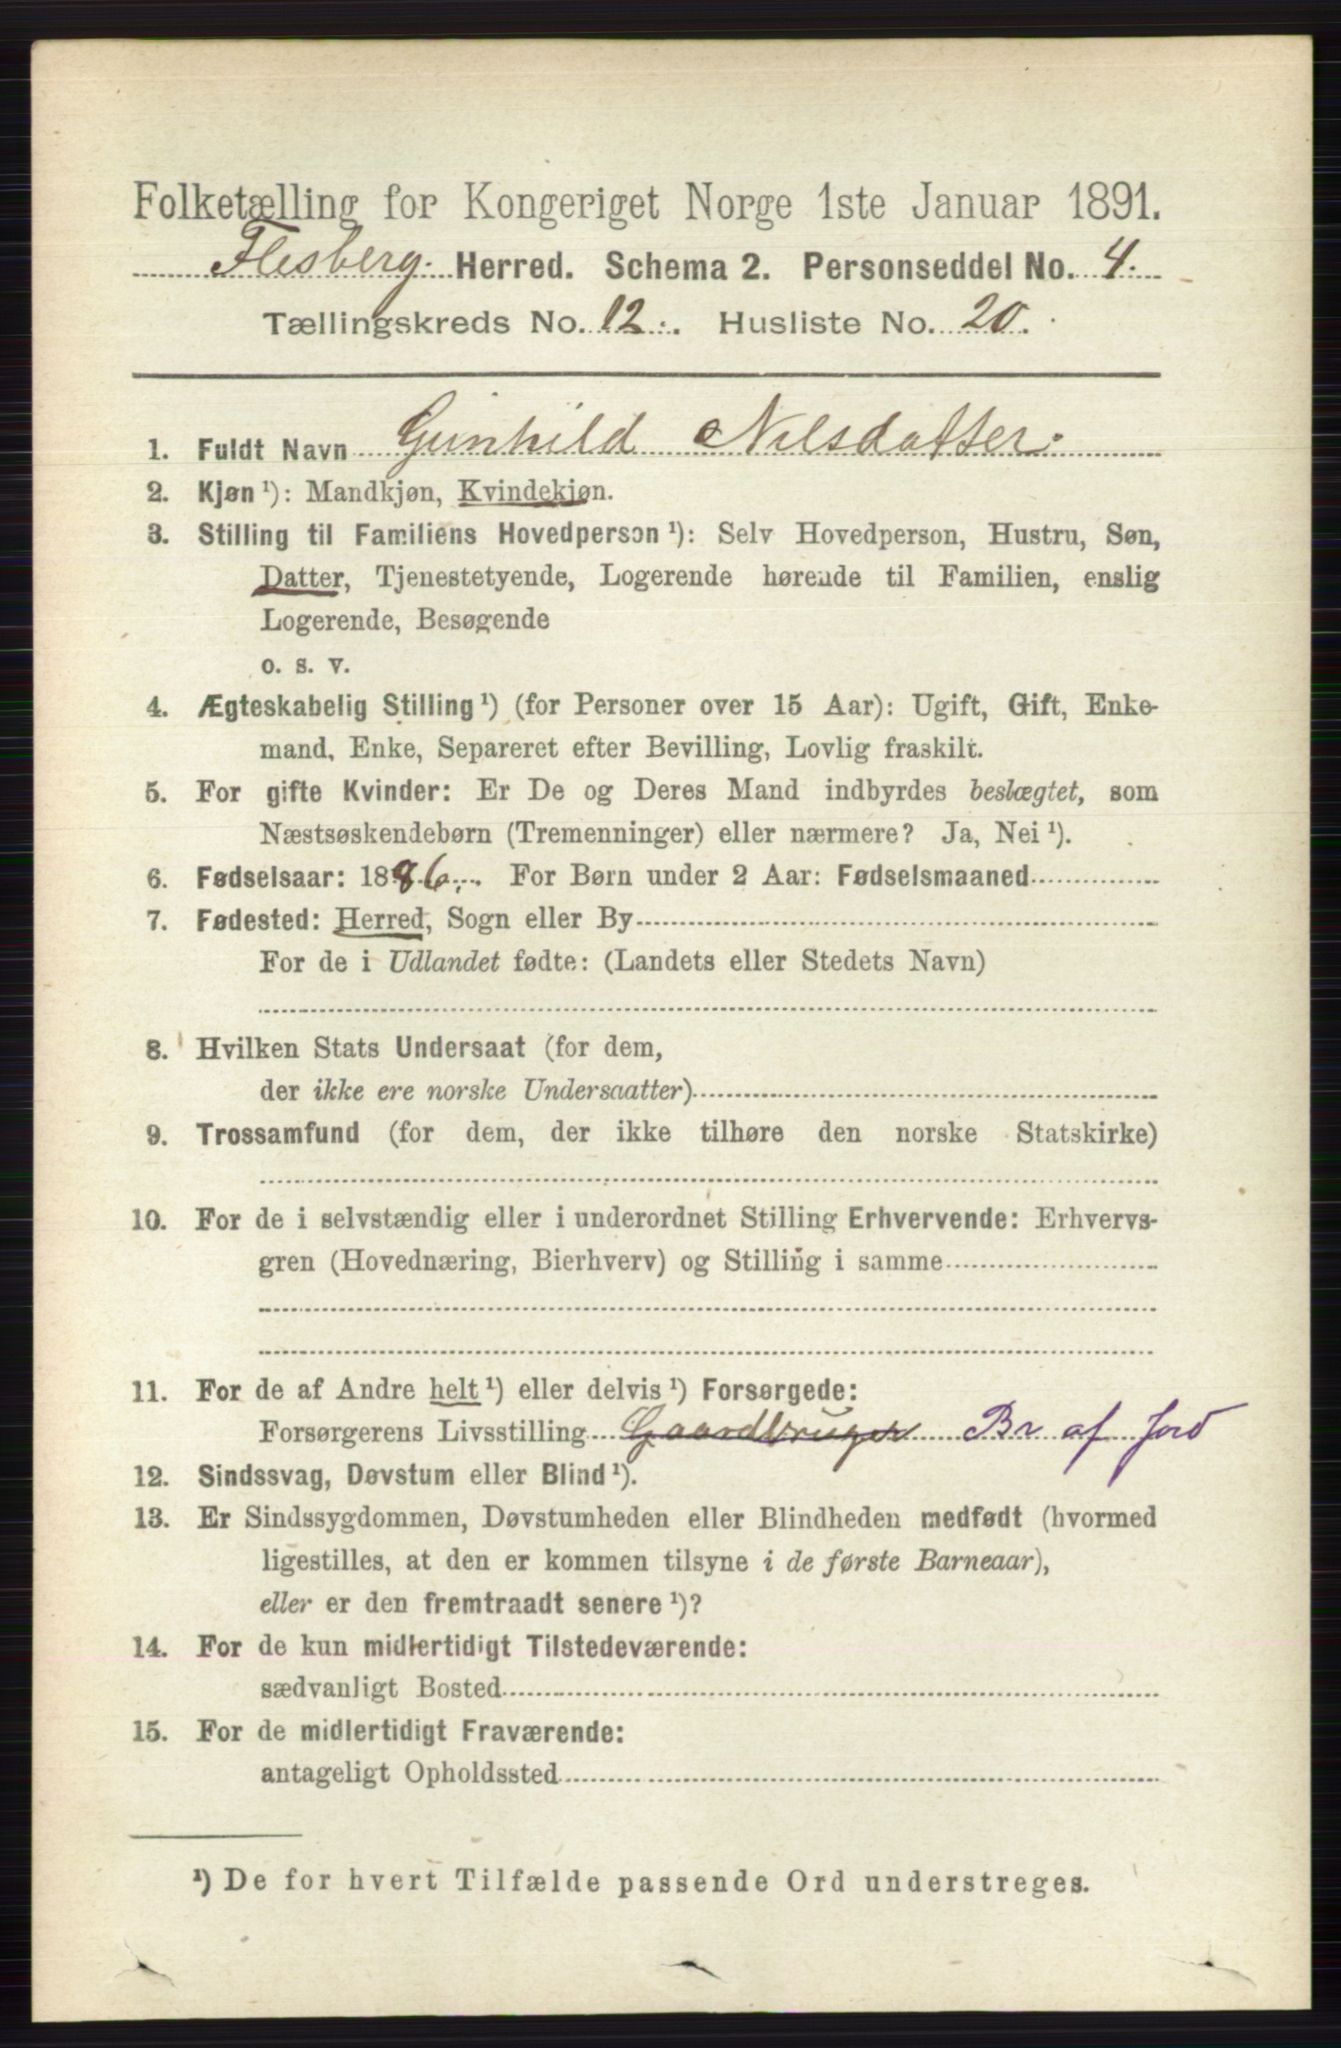 Folketælling for Kongeriget Norge 1ste Januar 1891.
Flesberg. Herred. Schema 2. Personseddel No. 4.
Tællingskreds No. 12. Husliste No. 20.
1. Fuldt Navn Gunhild Nilsdatter.
2. Kjøn ¹): Mandkjøn, Kvindekjøn.
3. Stilling til Familiens Hovedperson ¹): Selv Hovedperson, Hustru, Søn,
Datter, Tjenestetyende, Logerende hørende til Familien, enslig
Logerende, Besøgende
o. s. v.
4. Ægteskabelig Stilling ¹) (for Personer over 15 Aar): Ugift, Gift, Enke-
mand, Enke, Separeret efter Bevilling, Lovlig fraskilt.
5. For gifte Kvinder: Er De og Deres Mand indbyrdes beslægtet, som
Næstsøskendebørn (Tremenninger) eller nærmere? Ja, Nei ¹).
6. Fødselsaar: 1886. For Børn under 2 Aar: Fødselsmaaned
7. Fødested: Herred, Sogn eller By
For de i Udlandet fødte: (Landets eller Stedets Navn)
8. Hvilken Stats Undersaat (for dem,
der ikke ere norske Undersaatter)
9. Trossamfund (for dem, der ikke tilhøre den norske Statskirke)
10. For de i selvstændig eller i underordnet Stilling Erhvervende: Erhvervs-
gren (Hovednæring, Bierhverv) og Stilling i samme
11. For de af Andre helt ¹) eller delvis ¹) Forsørgede:
Forsørgerens Livsstilling Gaardbruger Br af Jord
12. Sindssvag, Døvstum eller Blind ¹).
13. Er Sindssygdommen, Døvstumheden eller Blindheden medfødt (hvormed
ligestilles, at den er kommen tilsyne i de første Barneaar),
eller er den fremtraadt senere ¹)?
14. For de kun midlertidigt Tilstedeværende:
sædvanligt Bosted
15. For de midlertidigt Fraværende:
antageligt Opholdssted
¹) De for hvert Tilfælde passende Ord understreges.